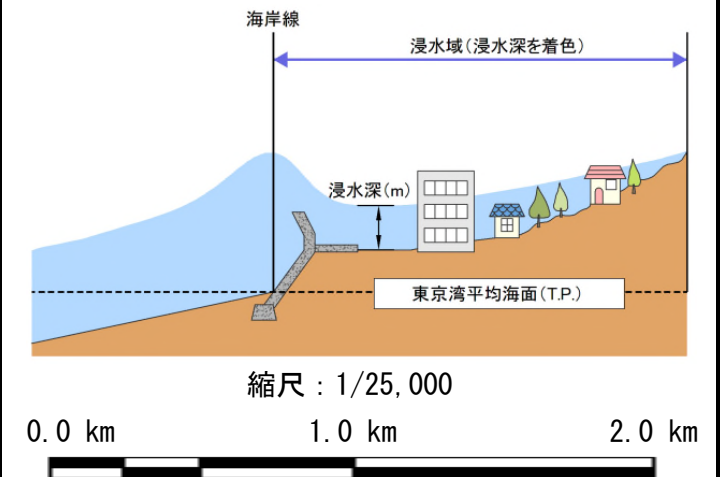 海岸線
浸水域(浸水深を着色)
浸水深(m)
東京湾平均海面(T.P.)
縮尺：1/25,000
0.0 km 1.0 km 2.0 km